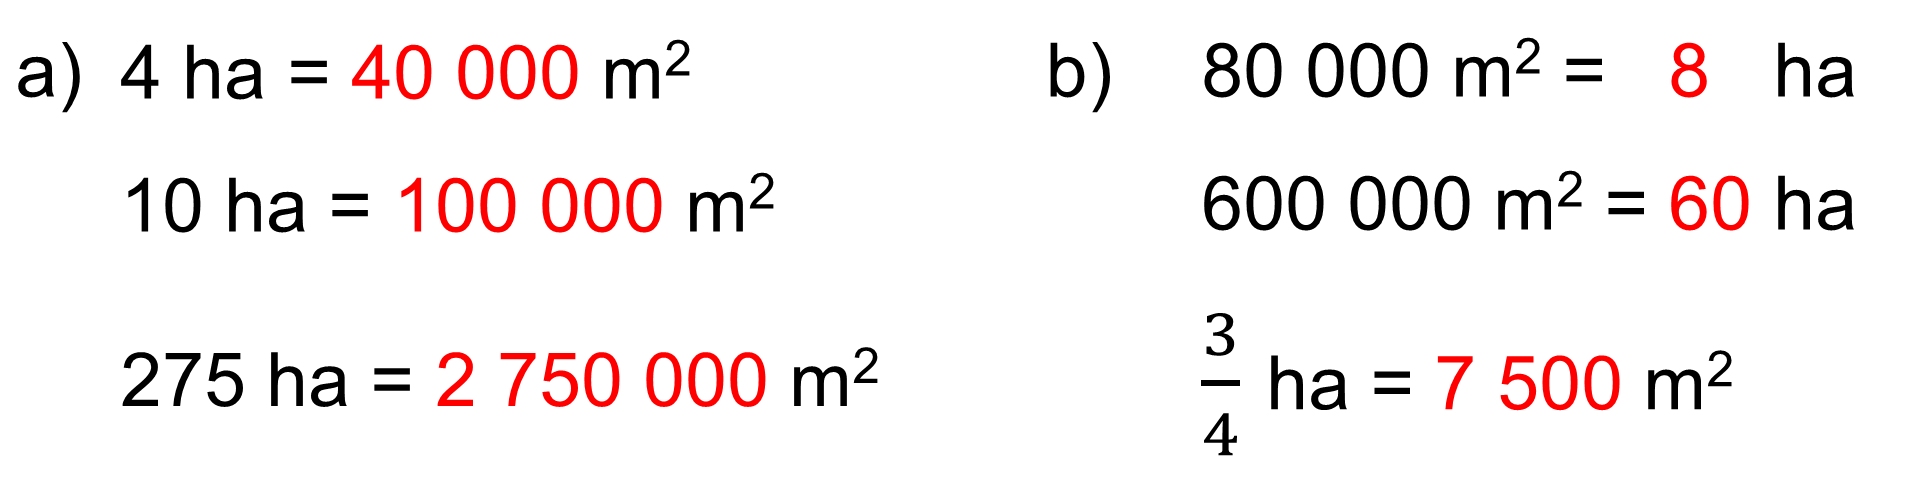 a) 4 ha = 40 000 m²
10 ha = 100 000 m²
275 ha = 2 750 000 m²
b) 80 000 m² = 8 ha
600 000 m² = 60 ha
3/4 ha = 7 500 m²